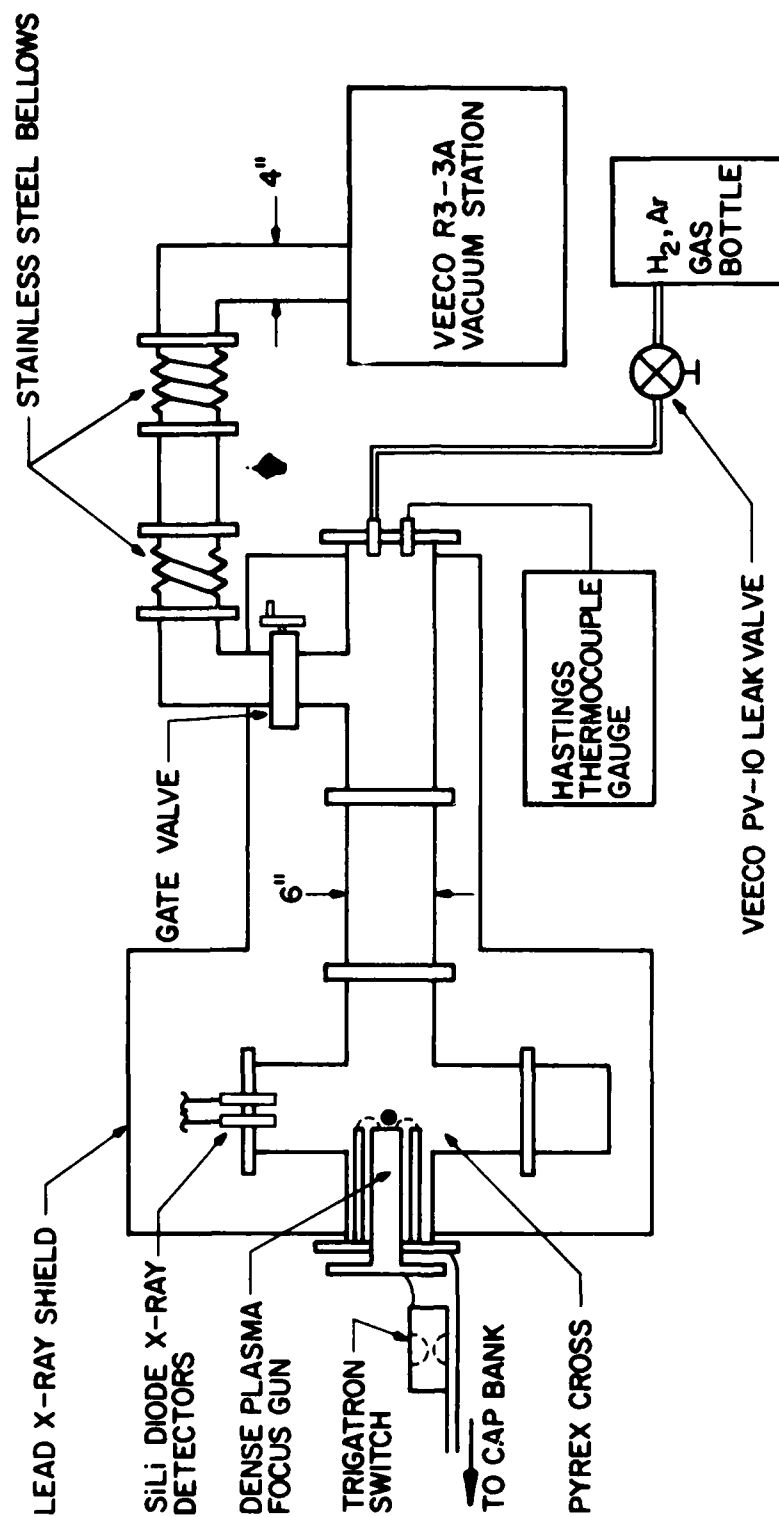 LEAD X-RAY SHIELD
SiLi DIODE X-RAY
DETECTORS
DENSE PLASMA
FOCUS GUN
TRIGATRON
SWITCH
TO CAP BANK
PYREX CROSS
GATE VALVE
6"
STAINLESS STEEL BELLOWS
4"
VEECO R3-3A
VACUUM STATION
HASTINGS
THERMOCOUPLE
GAUGE
H₂, Ar
GAS
BOTTLE
VEECO PV-10 LEAK VALVE